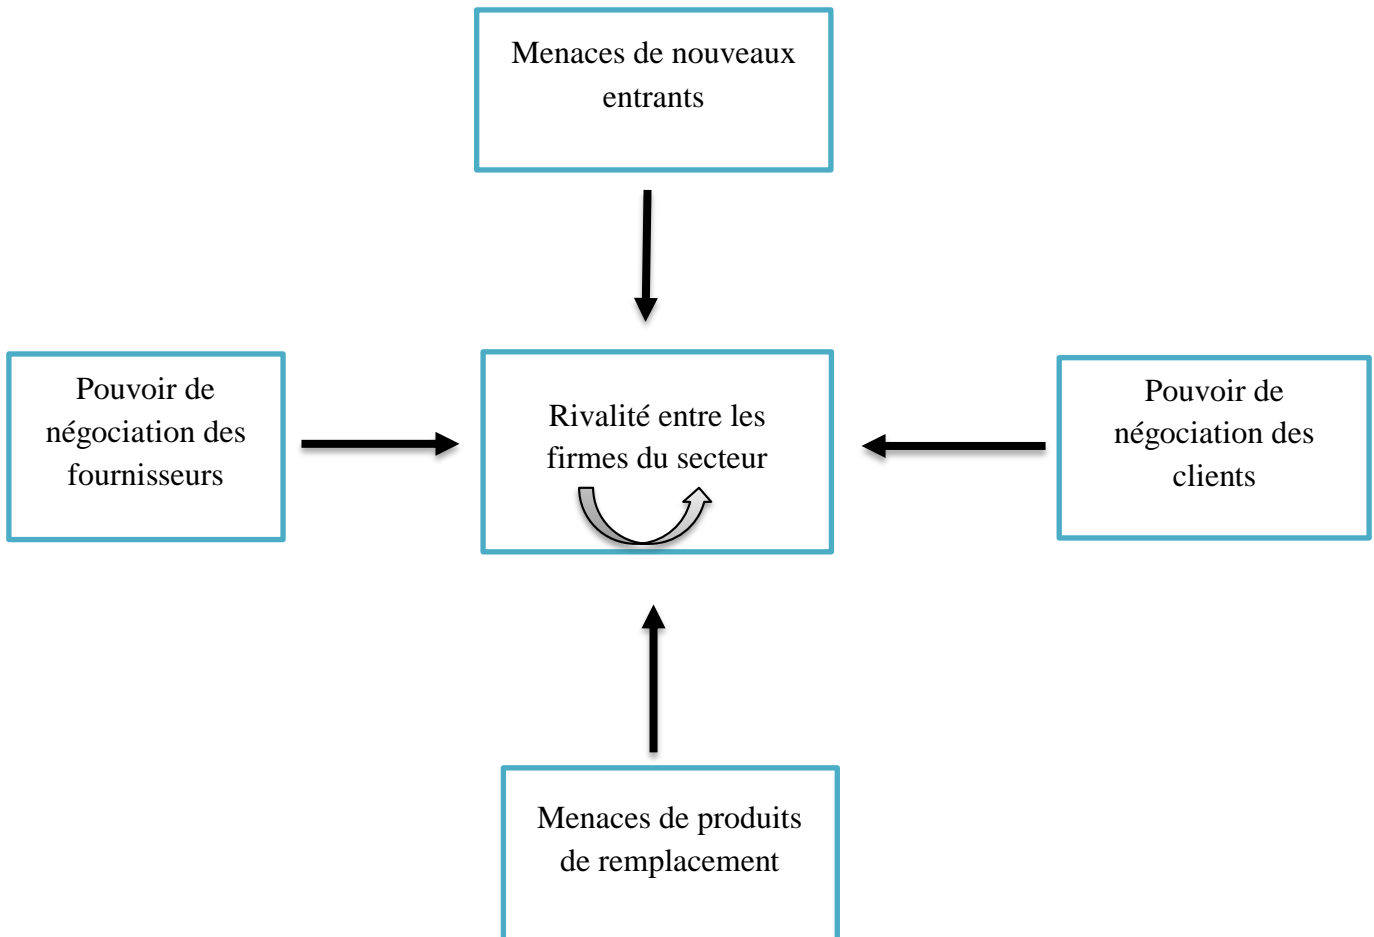 Menaces de nouveaux
entrants
Pouvoir de
négociation des
fournisseurs
Rivalité entre les
firmes du secteur
Pouvoir de
négociation des
clients
Menaces de produits
de remplacement